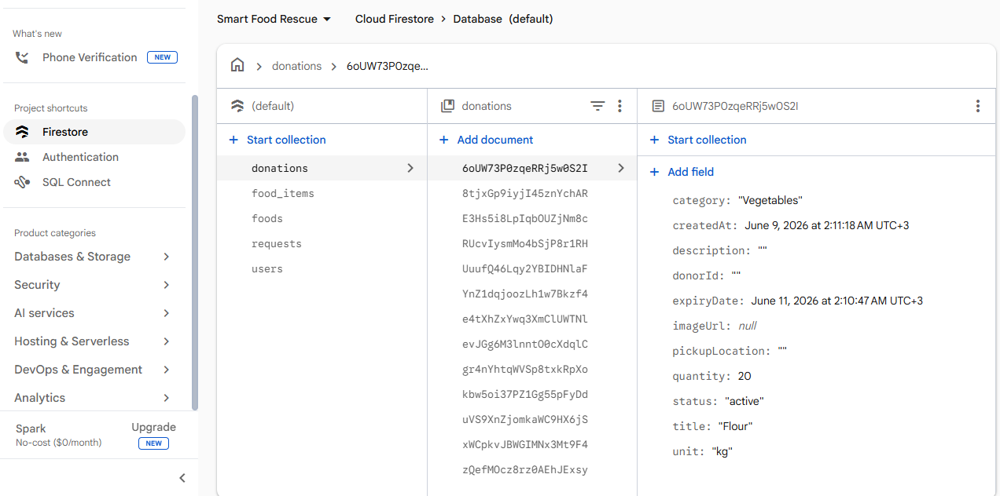 Smart Food Rescue
Cloud Firestore > Database (default)
What's new
Phone Verification NEW
Project shortcuts
Firestore
Authentication
SQL Connect
Product categories
Databases & Storage
Security
AI services
Hosting & Serverless
DevOps & Engagement
Analytics
Spark
No-cost ($0/month)
Upgrade
NEW
donations > 6oUW73P0zqe...
(default)
+ Start collection
donations
food_items
foods
requests
users
donations
+ Add document
6oUW73P0zqeRRj5w0S2I
8tjxGp9iyjI45znYchAR
E3Hs5i8LpIqbOUZjNm8c
RUcvIysmMo4bSjP8r1RH
UuufQ46Lqy2YBIDHNlaF
YnZ1dqjoozLh1w7Bkzf4
e4tXhZxYwq3XmClUWTNl
evJGg6M3lnntO0cXdqlC
gr4nYhtqWVSp8txkRpXo
kbw5oi37PZ1Gg55pFyDd
uVS9XnZjomkaWC9HX6jS
xWCpkvJBWGIMNx3Mt9F4
zQefMOcz8rz0AEhJExsy
6oUW73P0zqeRRj5w0S2I
+ Start collection
+ Add field
category: "Vegetables"
createdAt: June 9, 2026 at 2:11:18 AM UTC+3
description: ""
donorId: ""
expiryDate: June 11, 2026 at 2:10:47 AM UTC+3
imageUrl: null
pickupLocation: ""
quantity: 20
status: "active"
title: "Flour"
unit: "kg"